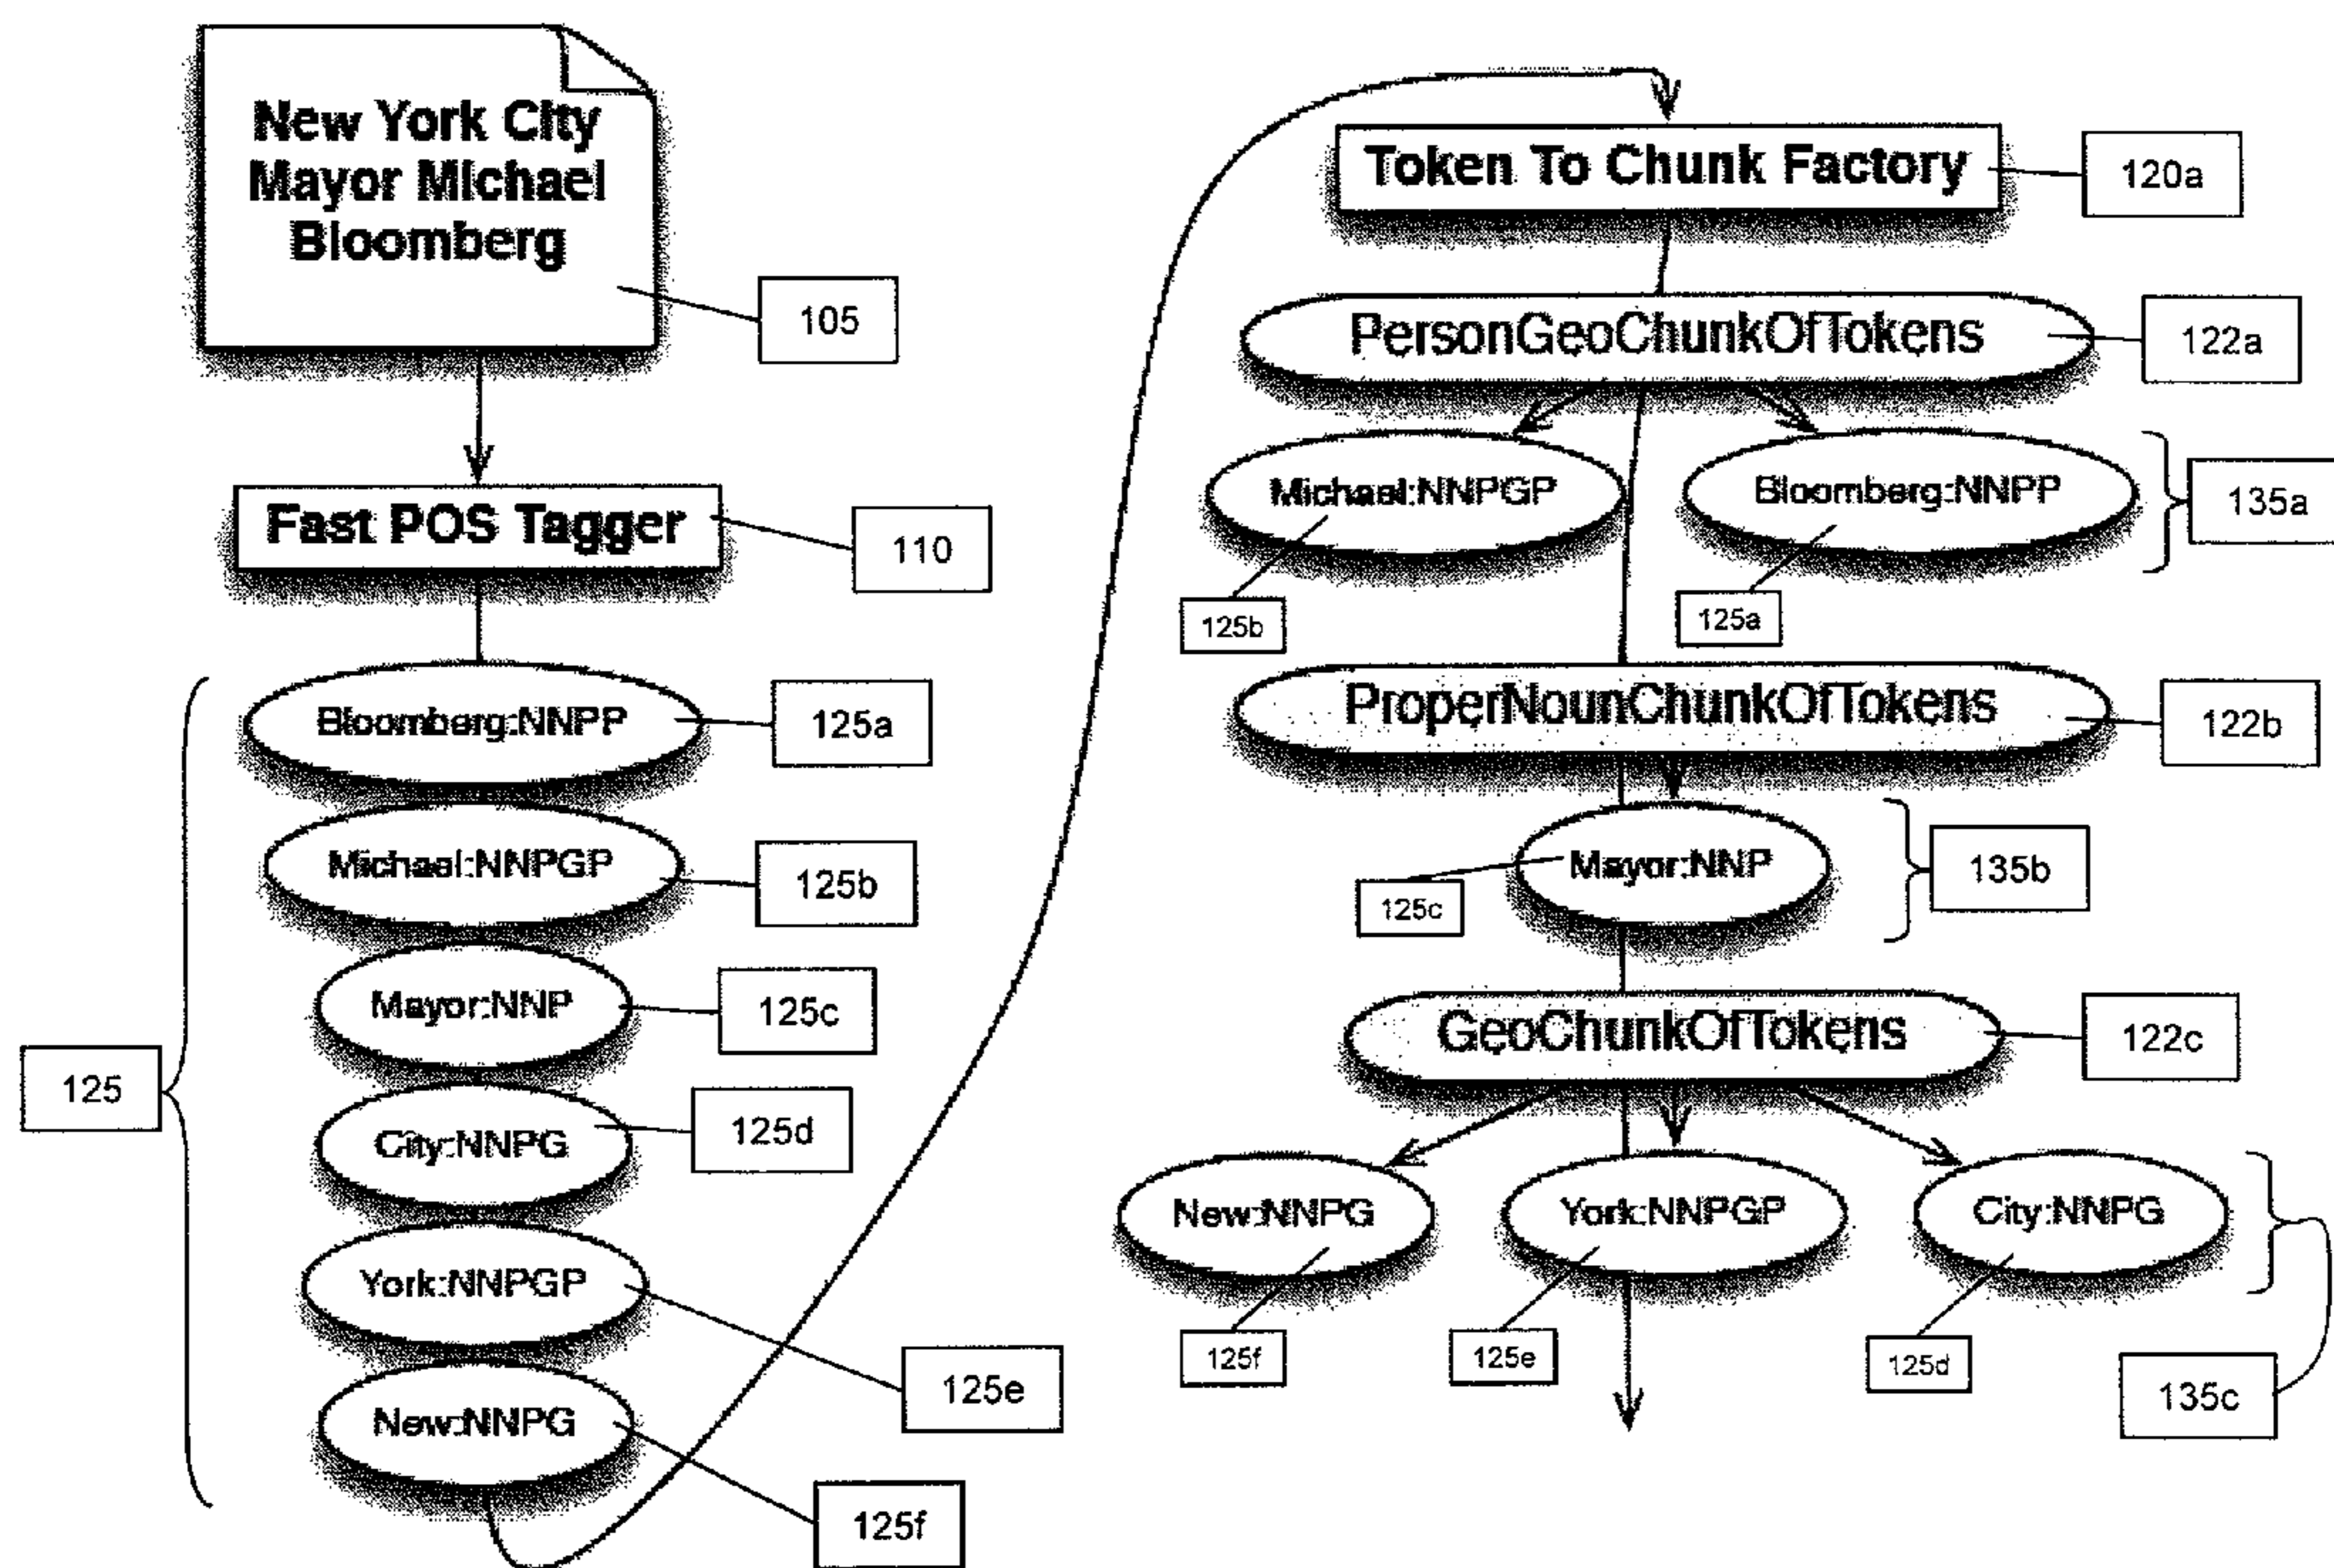 New York City
Mayor Michael
Bloomberg
105
Fast POS Tagger
110
Bloomberg:NNPP
125a
Michael:NNPGP
125b
Mayor:NNP
125c
125
City:NNPG
125d
York:NNPGP
125e
New:NNPG
125f
Token To Chunk Factory
120a
PersonGeoChunkOfTokens
122a
Michael:NNPGP
Bloomberg:NNPP
135a
125b
125a
ProperNounChunkOfTokens
122b
Mayor:NNP
135b
125c
GeoChunkOfTokens
122c
New:NNPG
York:NNPGP
City:NNPG
125f
125e
125d
135c